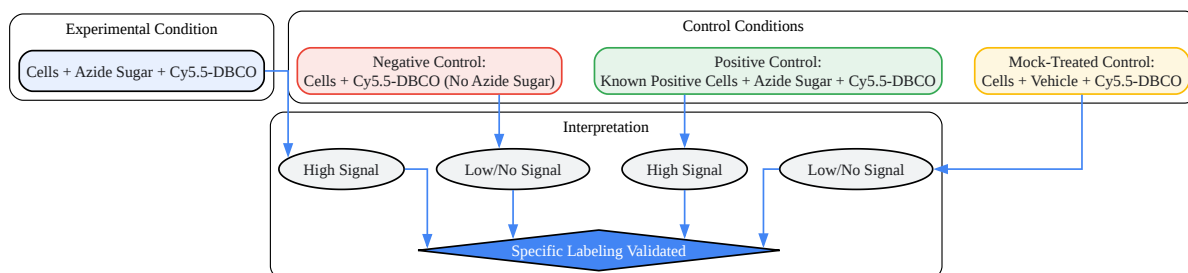 Experimental Condition
Control Conditions
Cells + Azide Sugar + Cy5.5-DBCO
Negative Control:
Cells + Cy5.5-DBCO (No Azide Sugar)
Positive Control:
Known Positive Cells + Azide Sugar + Cy5.5-DBCO
Mock-Treated Control:
Cells + Vehicle + Cy5.5-DBCO
Interpretation
High Signal
Low/No Signal
High Signal
Low/No Signal
Specific Labeling Validated